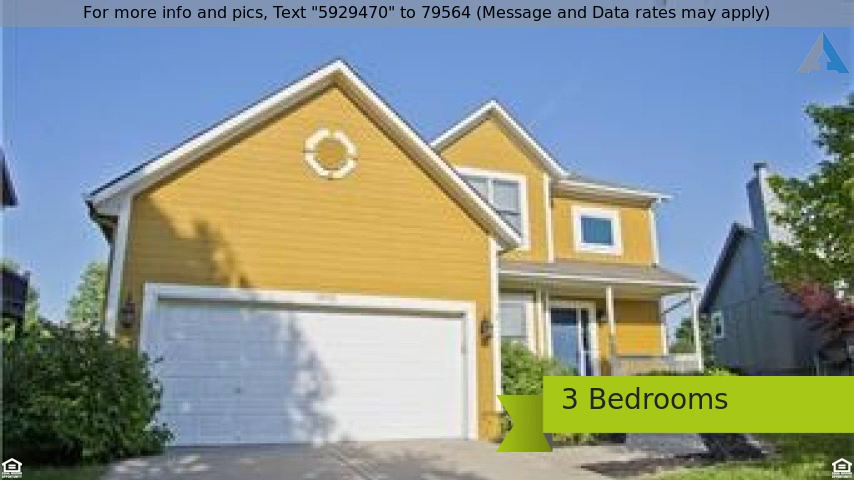 For more info and pics, Text "5929470" to 79564 (Message and Data rates may apply)
3 Bedrooms